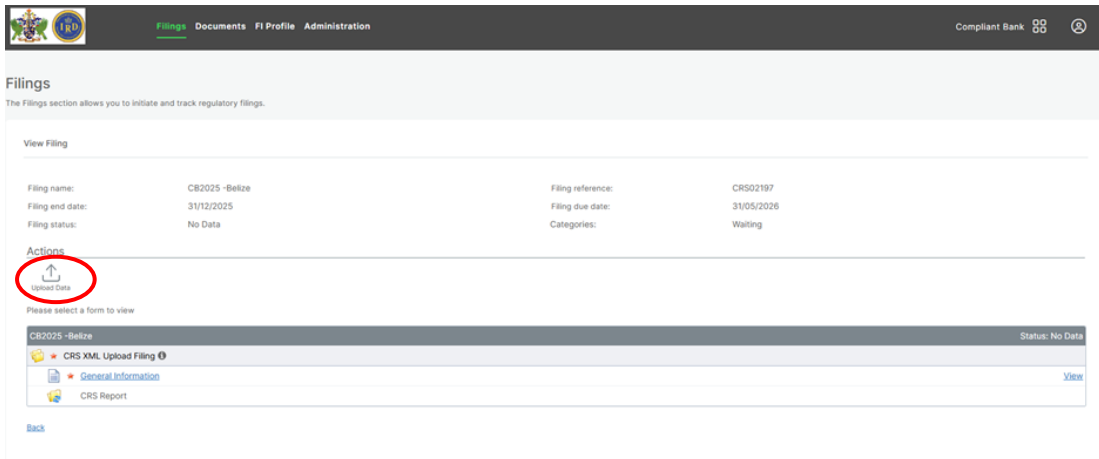 IRD
Filings Documents FI Profile Administration Compliant Bank
Filings
The Filings section allows you to initiate and track regulatory filings.
View Filing
Filing name: CB2025 -Belize Filing reference: CRS02197
Filing end date: 31/12/2025 Filing due date: 31/05/2026
Filing status: No Data Categories: Waiting
Actions
Upload Data
Please select a form to view
CB2025 -Belize Status: No Data
CRS XML Upload Filing
General Information View
CRS Report
Back